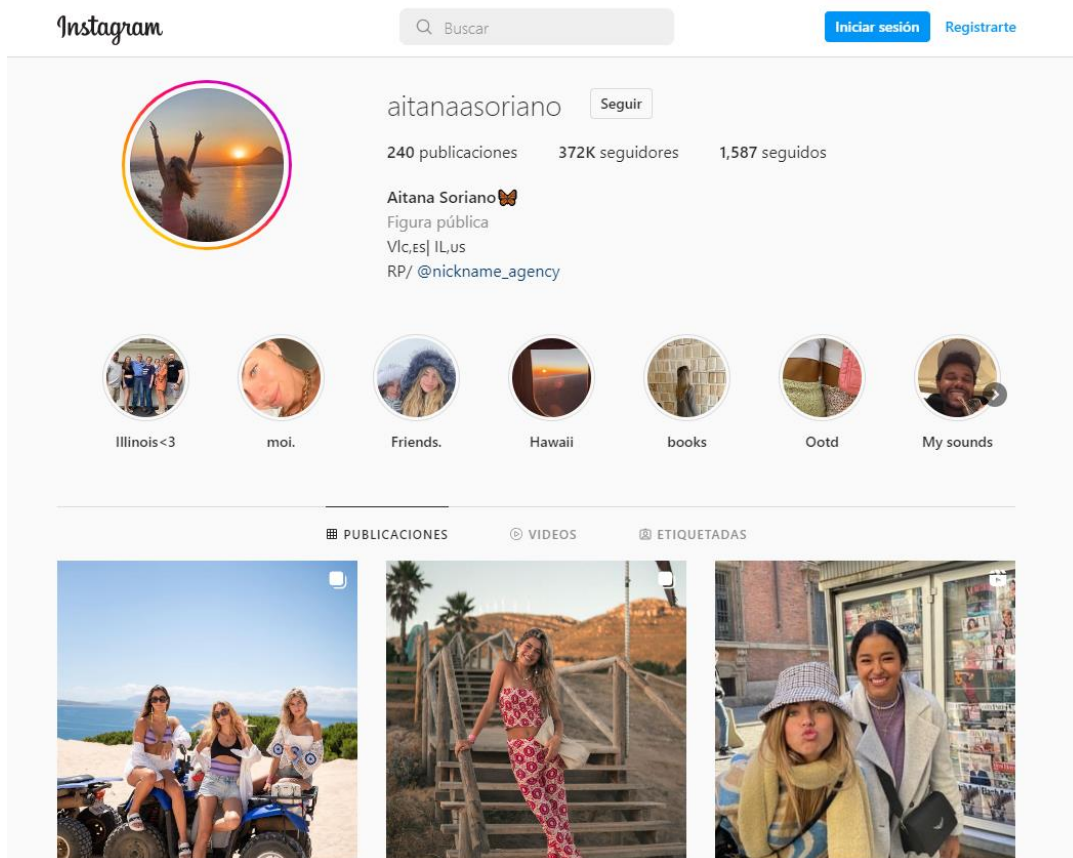 Instagram
Buscar
Iniciar sesión
Registrarte
aitanaasoriano
Seguir
240 publicaciones 372K seguidores 1,587 seguidos
Aitana Soriano🦋
Figura pública
Vlc,ᴇs| IL,ᴜs
RP/ @nickname_agency
Illinois<3
moi.
Friends.
Hawaii
books
Ootd
My sounds
PUBLICACIONES
VIDEOS
ETIQUETADAS